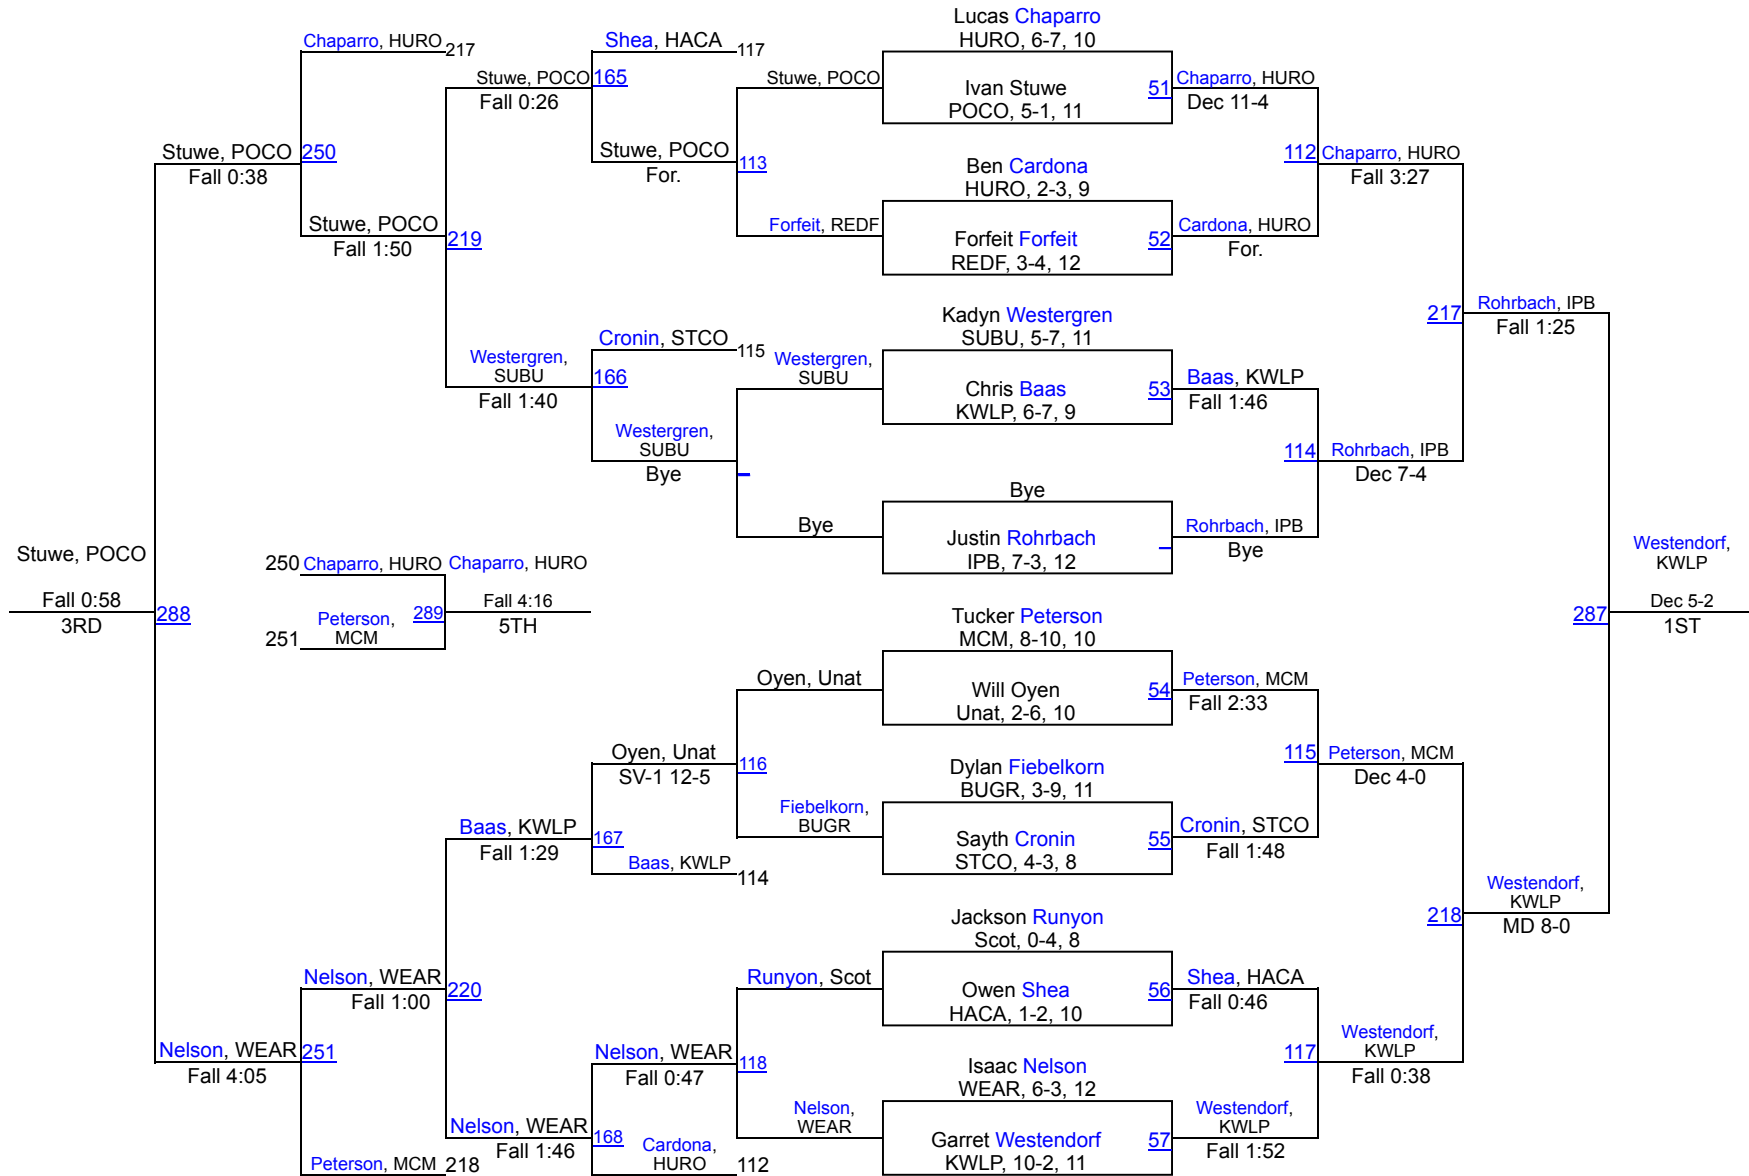 Lucas Chaparro
HURO, 6-7, 10
Chaparro, HURO 217
Shea, HACA 117
Stuwe, POCO 165
Fall 0:26
Stuwe, POCO
Ivan Stuwe
POCO, 5-1, 11
51
Chaparro, HURO
Dec 11-4
Stuwe, POCO 250
Fall 0:38
Stuwe, POCO
For.
113
Ben Cardona
HURO, 2-3, 9
112
Chaparro, HURO
Fall 3:27
Stuwe, POCO
Fall 1:50
219
Forfeit, REDF
Forfeit Forfeit
REDF, 3-4, 12
52
Cardona, HURO
For.
Kadyn Westergren
SUBU, 5-7, 11
217
Rohrbach, IPB
Fall 1:25
Cronin, STCO 115
Westergren,
SUBU
Fall 1:40
166
Westergren,
SUBU
Chris Baas
KWLP, 6-7, 9
53
Baas, KWLP
Fall 1:46
Westergren,
SUBU
Bye
114
Rohrbach, IPB
Dec 7-4
Bye
Bye
Justin Rohrbach
IPB, 7-3, 12
Rohrbach, IPB
Bye
Stuwe, POCO
Fall 0:58
3RD
288
250 Chaparro, HURO
Chaparro, HURO
Peterson,
MCM
251
289
Fall 4:16
5TH
Westendorf,
KWLP
287
Dec 5-2
1ST
Tucker Peterson
MCM, 8-10, 10
Oyen, Unat
Will Oyen
Unat, 2-6, 10
54
Peterson, MCM
Fall 2:33
Oyen, Unat
SV-1 12-5
116
Dylan Fiebelkorn
BUGR, 3-9, 11
115
Peterson, MCM
Dec 4-0
Baas, KWLP
Fall 1:29
167
Fiebelkorn,
BUGR
Sayth Cronin
STCO, 4-3, 8
55
Cronin, STCO
Fall 1:48
Baas, KWLP 114
Jackson Runyon
Scot, 0-4, 8
218
Westendorf,
KWLP
MD 8-0
Nelson, WEAR
Fall 1:00
220
Runyon, Scot
Owen Shea
HACA, 1-2, 10
56
Shea, HACA
Fall 0:46
Nelson, WEAR 251
Fall 4:05
Nelson, WEAR
Fall 0:47
118
Isaac Nelson
WEAR, 6-3, 12
117
Westendorf,
KWLP
Fall 0:38
Nelson, WEAR
Fall 1:46
168
Nelson,
WEAR
Garret Westendorf
KWLP, 10-2, 11
57
Westendorf,
KWLP
Fall 1:52
Peterson, MCM 218
Cardona,
HURO 112